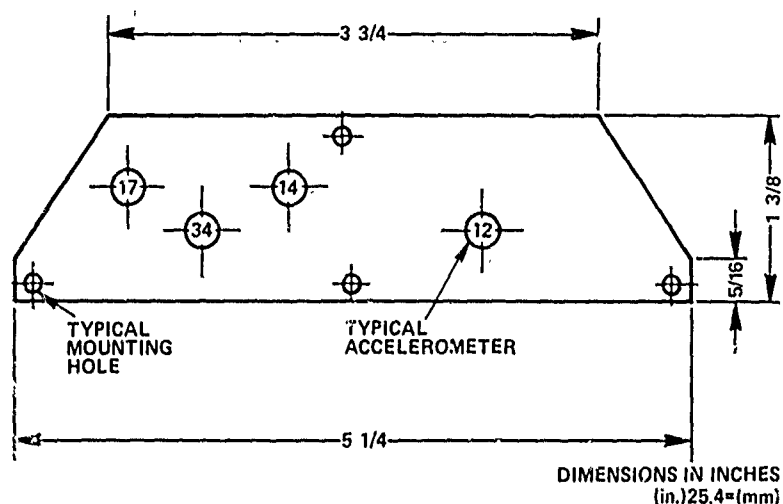 3 3/4
17
14
34
12
1 3/8
5/16
TYPICAL
MOUNTING
HOLE
TYPICAL
ACCELEROMETER
5 1/4
DIMENSIONS IN INCHES
(in.)25.4=(mm)